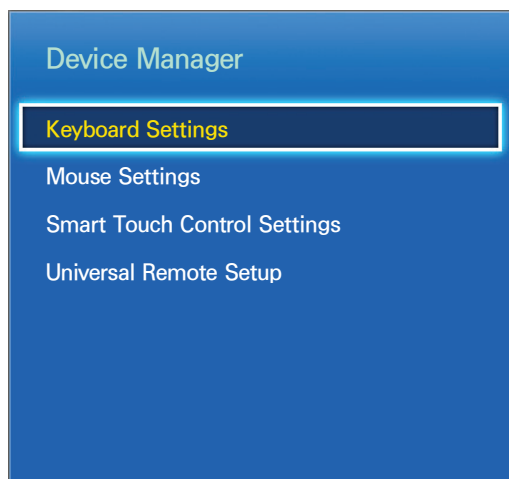 Device Manager
Keyboard Settings
Mouse Settings
Smart Touch Control Settings
Universal Remote Setup